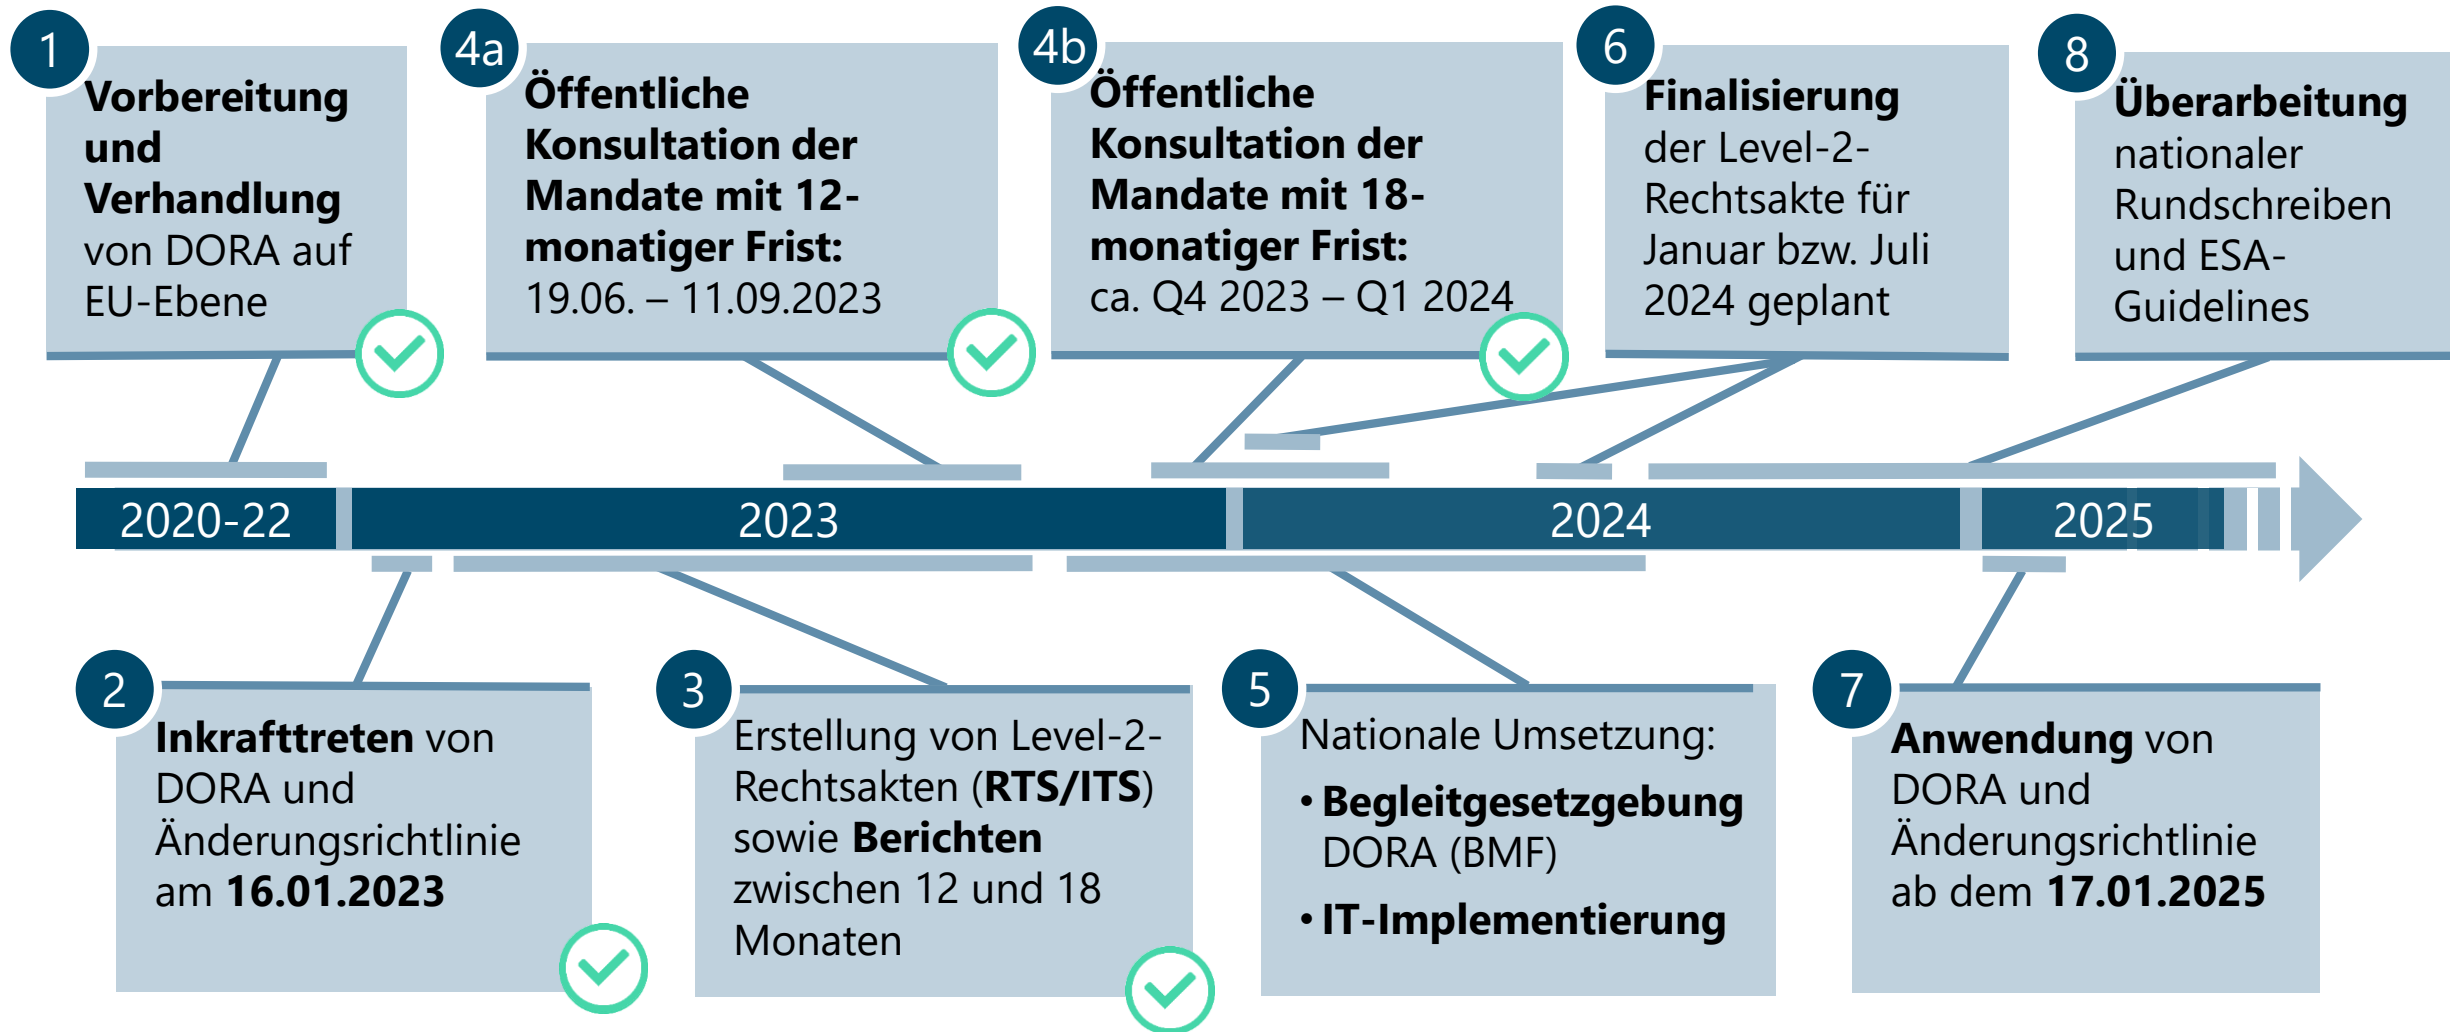 1
Vorbereitung
und
Verhandlung
von DORA auf
EU-Ebene
4a
Öffentliche
Konsultation der
Mandate mit 12-
monatiger Frist:
19.06. – 11.09.2023
4b
Öffentliche
Konsultation der
Mandate mit 18-
monatiger Frist:
ca. Q4 2023 – Q1 2024
6
Finalisierung
der Level-2-
Rechtsakte für
Januar bzw. Juli
2024 geplant
8
Überarbeitung
nationaler
Rundschreiben
und ESA-
Guidelines
2020-22
2023
2024
2025
2
Inkrafttreten von
DORA und
Änderungsrichtlinie
am 16.01.2023
3
Erstellung von Level-2-
Rechtsakten (RTS/ITS)
sowie Berichten
zwischen 12 und 18
Monaten
5
Nationale Umsetzung:
• Begleitgesetzgebung
DORA (BMF)
• IT-Implementierung
7
Anwendung von
DORA und
Änderungsrichtlinie
ab dem 17.01.2025